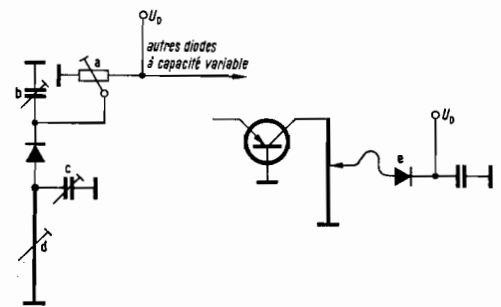 U_D
autres diodes
à capacité variable
a
b
c
d
e
U_D